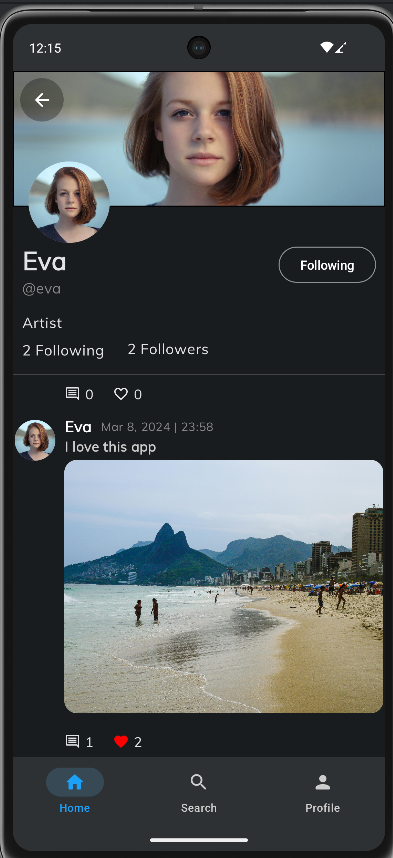 12:15
Eva
Following
@eva
Artist
2 Following 2 Followers
0 0
Eva Mar 8, 2024 | 23:58
I love this app
1 2
Home Search Profile